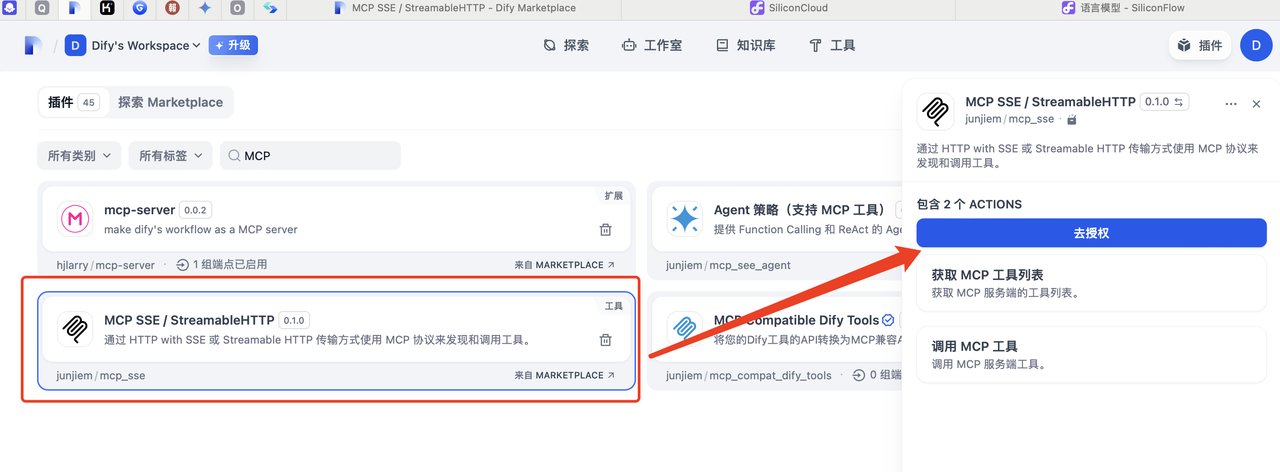 MCP SSE / StreamableHTTP - Dify Marketplace
SiliconCloud
语言模型 - SiliconFlow
D Dify's Workspace 升级
探索 工作室 知识库 工具
插件 D
插件 45 探索 Marketplace
所有类别 所有标签 MCP
扩展
mcp-server 0.0.2
make dify's workflow as a MCP server
hjlarry / mcp-server · 1 组端点已启用 来自 MARKETPLACE
Agent 策略（支持 MCP 工具）
提供 Function Calling 和 ReAct 的 Age
junjiem / mcp_see_agent
工具
MCP SSE / StreamableHTTP 0.1.0
通过 HTTP with SSE 或 Streamable HTTP 传输方式使用 MCP 协议来发现和调用工具。
junjiem / mcp_sse 来自 MARKETPLACE
MCP Compatible Dify Tools
将您的Dify工具的API转换为MCP兼容A
junjiem / mcp_compat_dify_tools · 0 组端
MCP SSE / StreamableHTTP 0.1.0
junjiem / mcp_sse ·
通过 HTTP with SSE 或 Streamable HTTP 传输方式使用 MCP 协议来
发现和调用工具。
包含 2 个 ACTIONS
去授权
获取 MCP 工具列表
获取 MCP 服务端的工具列表。
调用 MCP 工具
调用 MCP 服务端工具。